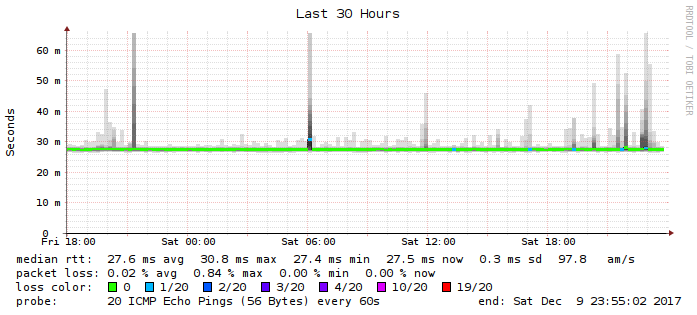 Last 30 Hours
RRDTOOL / TOBI OETIKER
Seconds
60 m
50 m
40 m
30 m
20 m
10 m
0
Fri 18:00 Sat 00:00 Sat 06:00 Sat 12:00 Sat 18:00
median rtt: 27.6 ms avg 30.8 ms max 27.4 ms min 27.5 ms now 0.3 ms sd 97.8 am/s
packet loss: 0.02 % avg 0.84 % max 0.00 % min 0.00 % now
loss color: 0 1/20 2/20 3/20 4/20 10/20 19/20
probe: 20 ICMP Echo Pings (56 Bytes) every 60s end: Sat Dec 9 23:55:02 2017